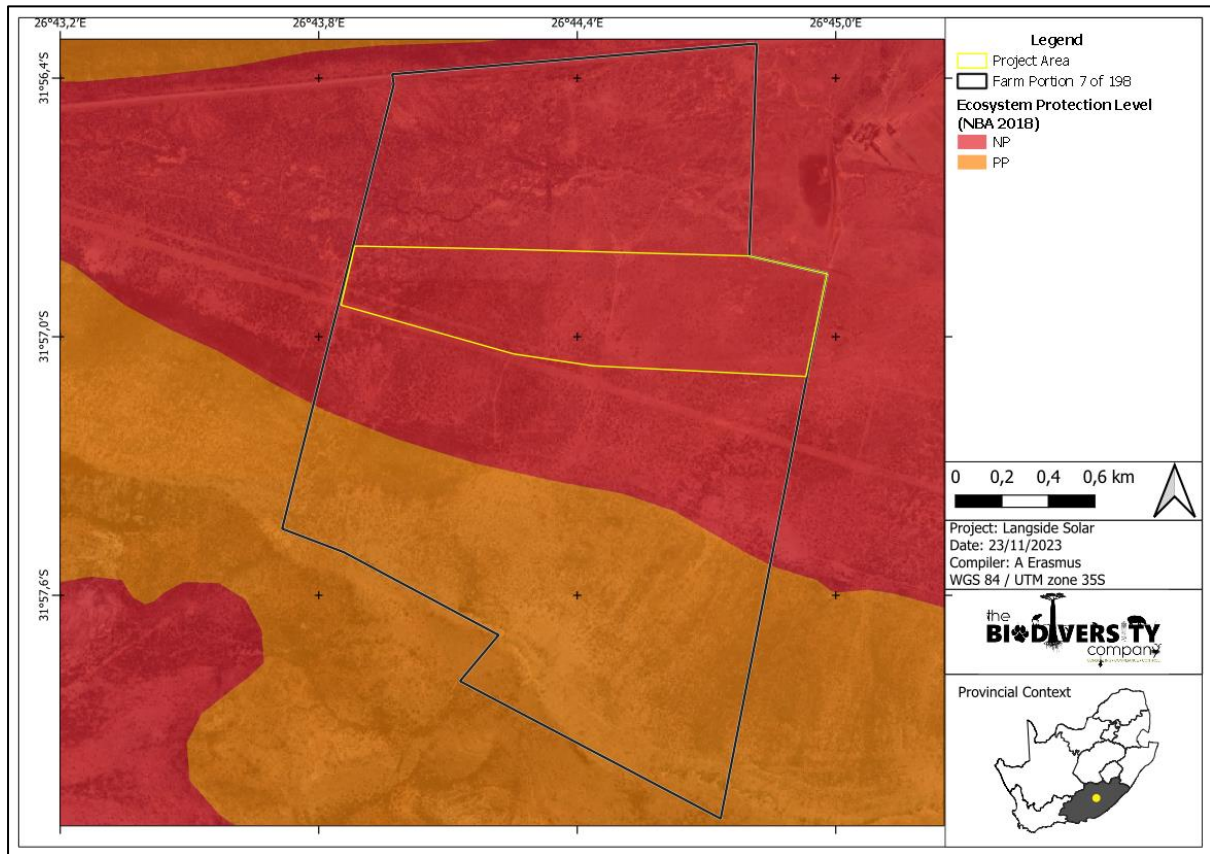 26°43,2'E 26°43,8'E 26°44,4'E 26°45,0'E
31°56,4'S
31°57,0'S
31°57,6'S
Legend
Project Area
Farm Portion 7 of 198
Ecosystem Protection Level
(NBA 2018)
NP
PP
0 0,2 0,4 0,6 km
Project: Langside Solar
Date: 23/11/2023
Compiler: A Erasmus
WGS 84 / UTM zone 35S
the
BIODIVERSITY
company
Provincial Context